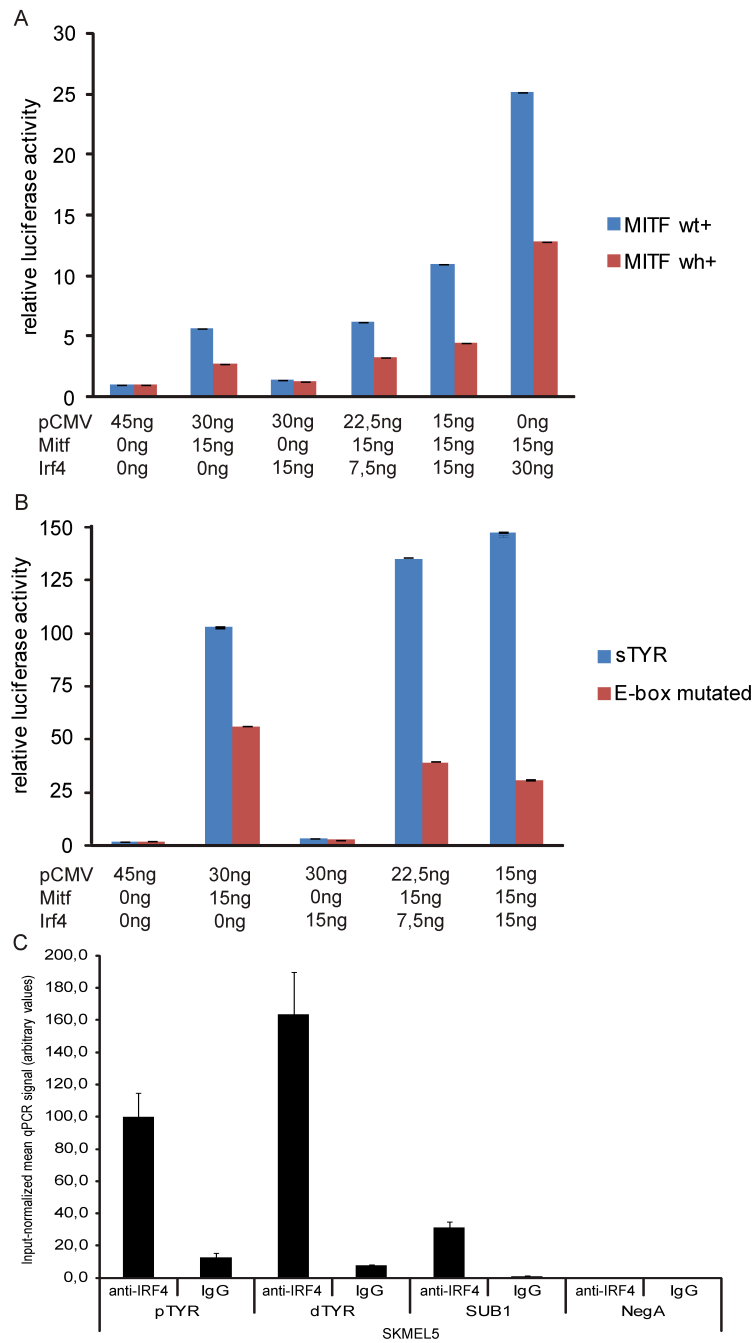 A
30
25
20
15
10
5
0
relative luciferase activity
MITF wt+
MITF wh+
pCMV 45ng 30ng 30ng 22,5ng 15ng 0ng
Mitf 0ng 15ng 0ng 15ng 15ng 15ng
Irf4 0ng 0ng 15ng 7,5ng 15ng 30ng
B
150
125
100
75
50
25
0
relative luciferase activity
sTYR
E-box mutated
pCMV 45ng 30ng 30ng 22,5ng 15ng
Mitf 0ng 15ng 0ng 15ng 15ng
Irf4 0ng 0ng 15ng 7,5ng 15ng
C
200,0
180,0
160,0
140,0
120,0
100,0
80,0
60,0
40,0
20,0
0,0
Input-normalized mean qPCR signal (arbitrary values)
anti-IRF4 IgG anti-IRF4 IgG anti-IRF4 IgG anti-IRF4 IgG
pTYR dTYR SUB1 NegA
SKMEL5